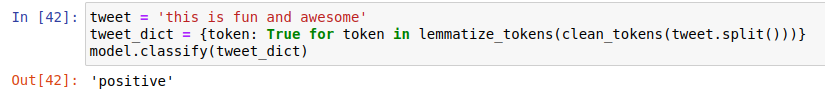 In [42]: tweet = 'this is fun and awesome'
tweet_dict = {token: True for token in lemmatize_tokens(clean_tokens(tweet.split()))}
model.classify(tweet_dict)
Out[42]: 'positive'